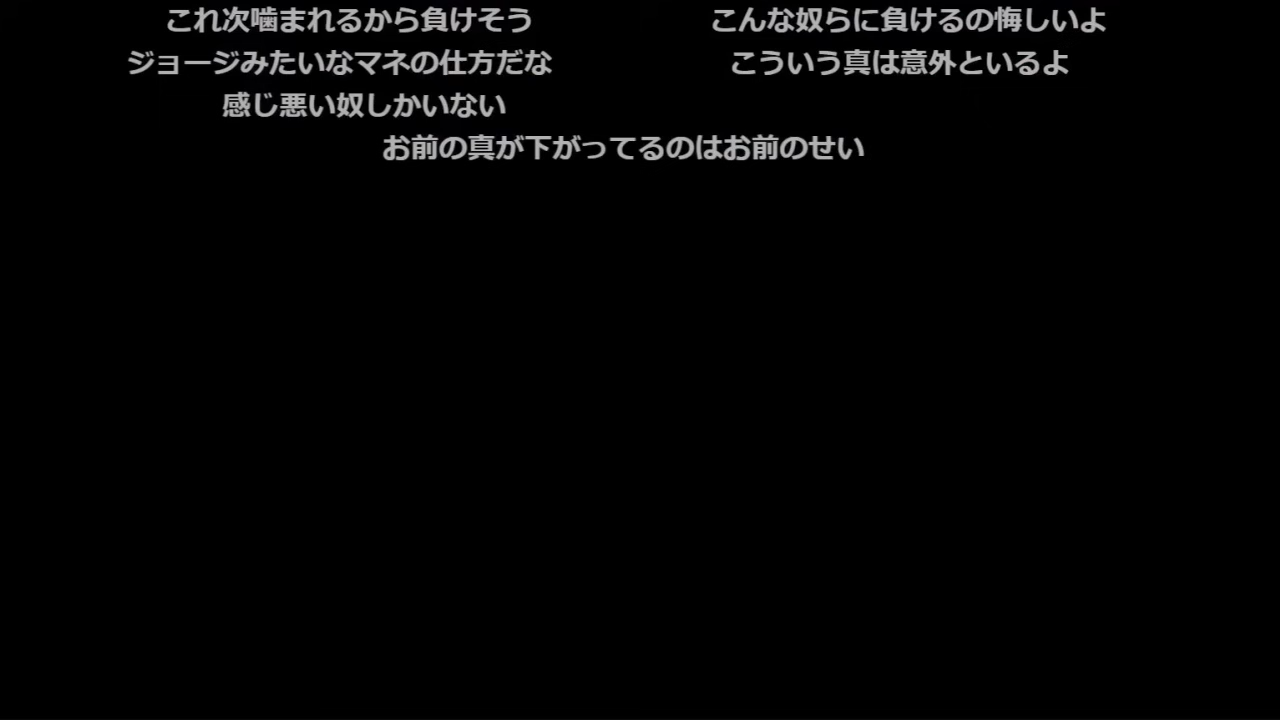 これ次噛まれるから負けそう
こんな奴らに負けるの悔しいよ
ジョージみたいなマネの仕方だな
こういう真は意外といるよ
感じ悪い奴しかいない
お前の真が下がってるのはお前のせい